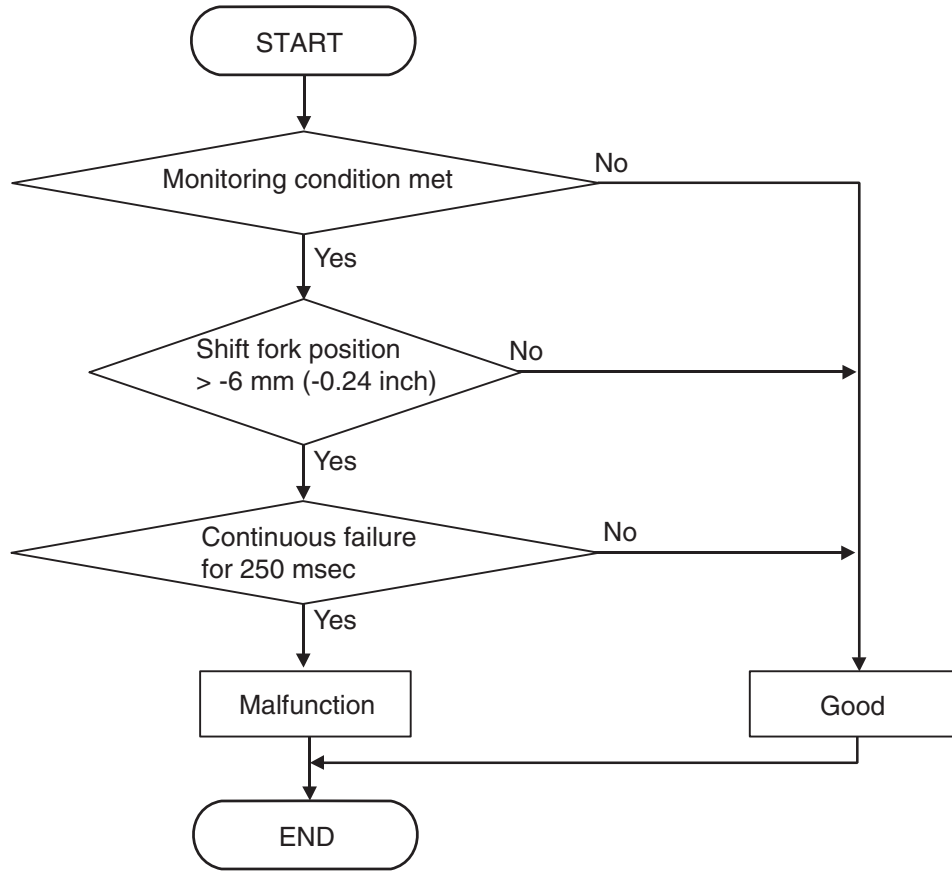 START
Monitoring condition met
No
Yes
Shift fork position
> -6 mm (-0.24 inch)
No
Yes
Continuous failure
for 250 msec
No
Yes
Malfunction
Good
END